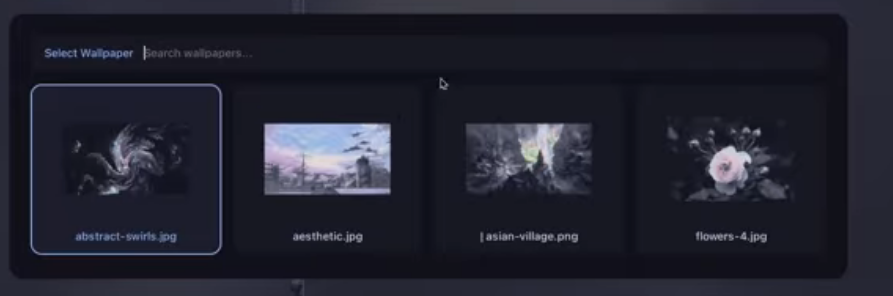 Select Wallpaper Search wallpapers...
abstract-swirls.jpg
aesthetic.jpg
| asian-village.png
flowers-4.jpg